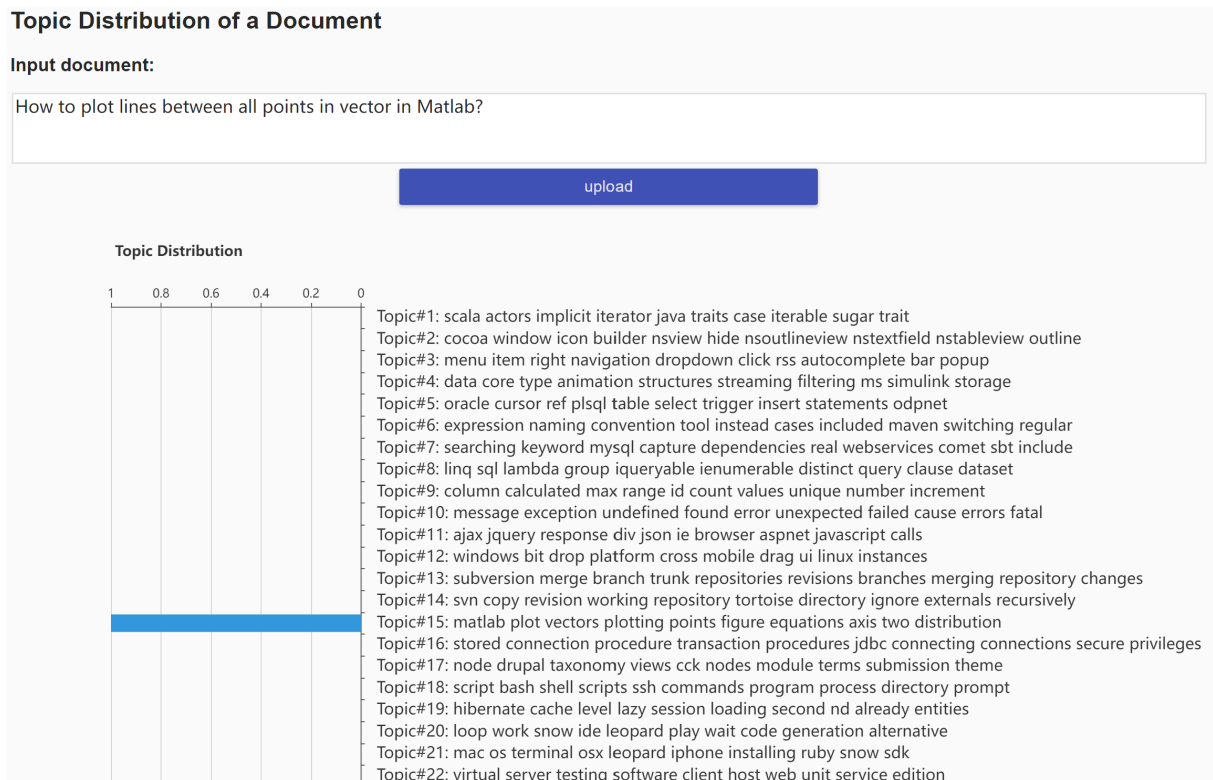 Topic Distribution of a Document
Input document:
How to plot lines between all points in vector in Matlab?
upload
Topic Distribution
1 0.8 0.6 0.4 0.2 0
Topic#1: scala actors implicit iterator java traits case iterable sugar trait
Topic#2: cocoa window icon builder nsview hide nsoutlineview nstextfield nstableview outline
Topic#3: menu item right navigation dropdown click rss autocomplete bar popup
Topic#4: data core type animation structures streaming filtering ms simulink storage
Topic#5: oracle cursor ref plsql table select trigger insert statements odpnet
Topic#6: expression naming convention tool instead cases included maven switching regular
Topic#7: searching keyword mysql capture dependencies real webservices comet sbt include
Topic#8: linq sql lambda group iqueryable ienumerable distinct query clause dataset
Topic#9: column calculated max range id count values unique number increment
Topic#10: message exception undefined found error unexpected failed cause errors fatal
Topic#11: ajax jquery response div json ie browser aspnet javascript calls
Topic#12: windows bit drop platform cross mobile drag ui linux instances
Topic#13: subversion merge branch trunk repositories revisions branches merging repository changes
Topic#14: svn copy revision working repository tortoise directory ignore externals recursively
Topic#15: matlab plot vectors plotting points figure equations axis two distribution
Topic#16: stored connection procedure transaction procedures jdbc connecting connections secure privileges
Topic#17: node drupal taxonomy views cck nodes module terms submission theme
Topic#18: script bash shell scripts ssh commands program process directory prompt
Topic#19: hibernate cache level lazy session loading second nd already entities
Topic#20: loop work snow ide leopard play wait code generation alternative
Topic#21: mac os terminal osx leopard iphone installing ruby snow sdk
Topic#22: virtual server testing software client host web unit service edition